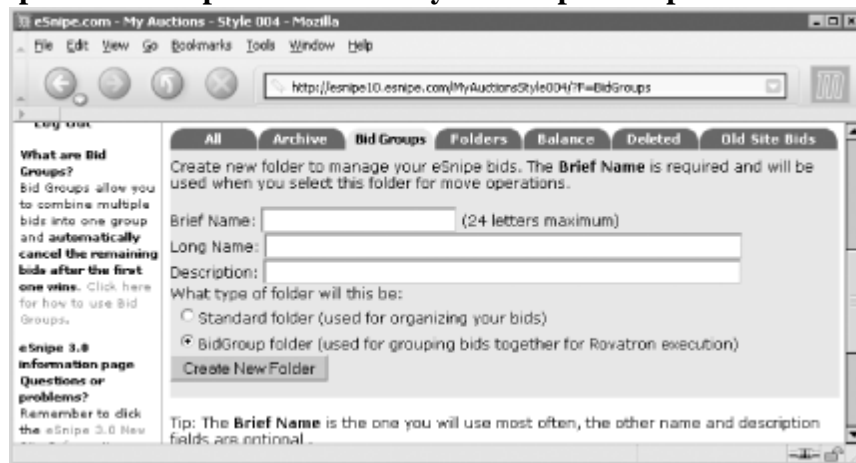 eSnipe.com - My Auctions - Style 004 - Mozilla
File Edit View Go Bookmarks Tools Window Help
http://esnipe10.esnipe.com/MyAuctionsStyle004/?F=BidGroups
Log Out
What are Bid
Groups?
Bid Groups allow you
to combine multiple
bids into one group
and automatically
cancel the remaining
bids after the first
one wins. Click here
for how to use Bid
Groups.
eSnipe 3.0
information page
Questions or
problems?
Remember to click
the eSnipe 3.0 New
All Archive Bid Groups Folders Balance Deleted Old Site Bids
Create new folder to manage your eSnipe bids. The Brief Name is required and will be
used when you select this folder for move operations.
Brief Name: (24 letters maximum)
Long Name:
Description:
What type of folder will this be:
Standard folder (used for organizing your bids)
BidGroup folder (used for grouping bids together for Rovatron execution)
Create New Folder
Tip: The Brief Name is the one you will use most often, the other name and description
fields are optional.